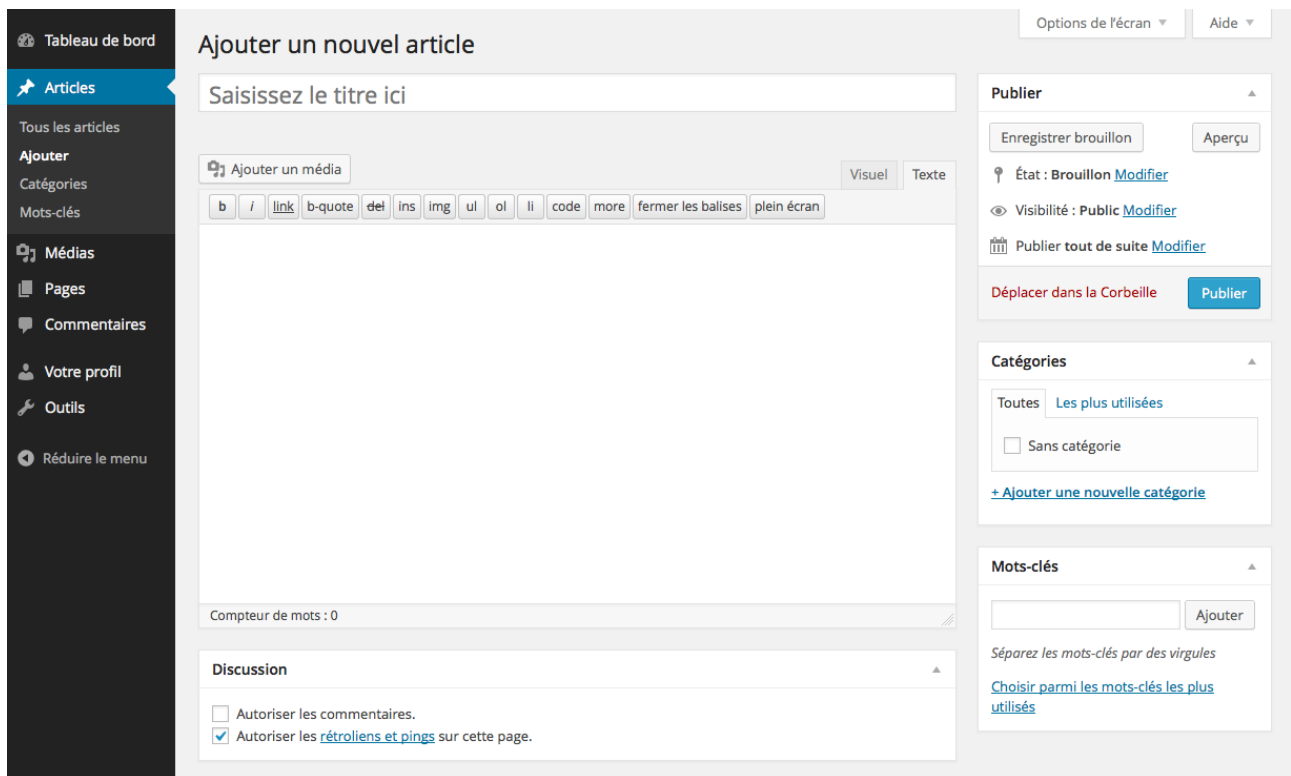 Tableau de bord
Articles
Tous les articles
Ajouter
Catégories
Mots-clés
Médias
Pages
Commentaires
Votre profil
Outils
Réduire le menu
Options de l'écran
Aide
Ajouter un nouvel article
Saisissez le titre ici
Ajouter un média
Visuel
Texte
b i link b-quote del ins img ul ol li code more fermer les balises plein écran
Compteur de mots : 0
Discussion
Autoriser les commentaires.
Autoriser les rétroliens et pings sur cette page.
Publier
Enregistrer brouillon
Aperçu
État : Brouillon Modifier
Visibilité : Public Modifier
Publier tout de suite Modifier
Déplacer dans la Corbeille
Publier
Catégories
Toutes
Les plus utilisées
Sans catégorie
+ Ajouter une nouvelle catégorie
Mots-clés
Ajouter
Séparez les mots-clés par des virgules
Choisir parmi les mots-clés les plus
utilisés